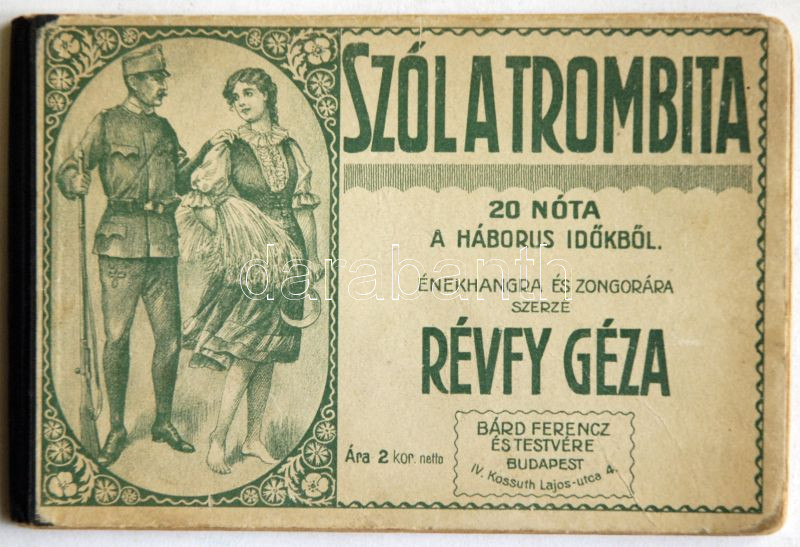 SZÓL A TROMBITA
20 NÓTA
A HÁBORUS IDŐKBŐL.
ÉNEKHANGRA ÉS ZONGORÁRA
SZERZE
RÉVFY GÉZA
BÁRD FERENCZ
ÉS TESTVÉRE
BUDAPEST
IV. Kossuth Lajos-utca 4.
Ára 2 kor. netto
darabanth